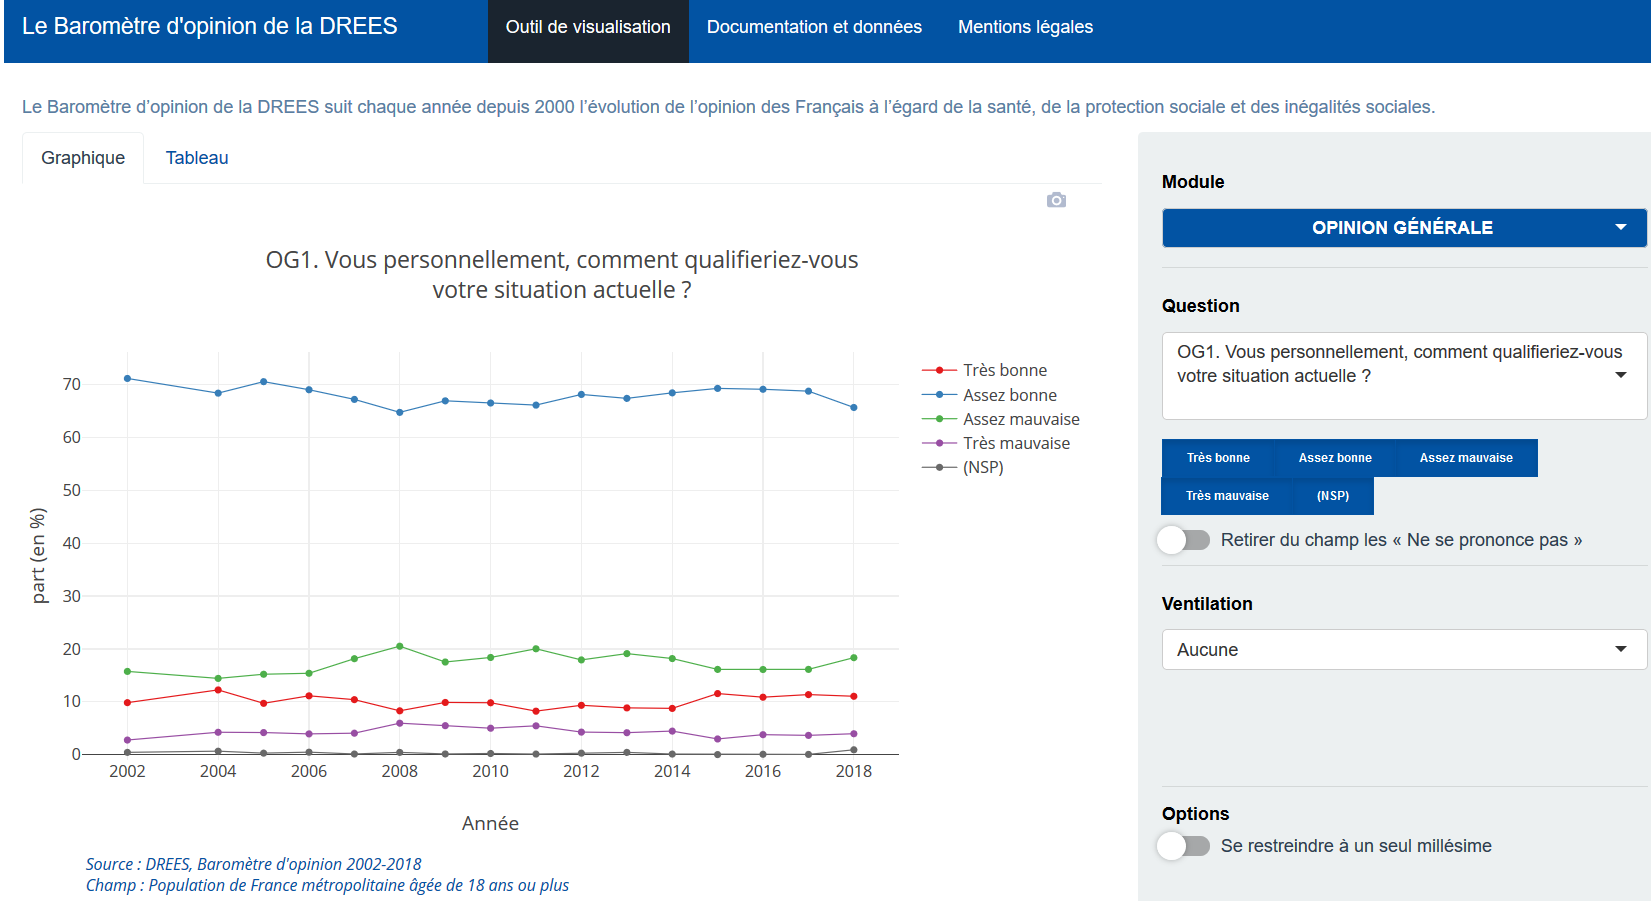 Le Baromètre d'opinion de la DREES
Outil de visualisation
Documentation et données
Mentions légales
Le Baromètre d’opinion de la DREES suit chaque année depuis 2000 l’évolution de l’opinion des Français à l’égard de la santé, de la protection sociale et des inégalités sociales.
Graphique
Tableau
OG1. Vous personnellement, comment qualifieriez-vous
votre situation actuelle ?
part (en %)
70
60
50
40
30
20
10
0
2002
2004
2006
2008
2010
2012
2014
2016
2018
Année
Très bonne
Assez bonne
Assez mauvaise
Très mauvaise
(NSP)
Source : DREES, Baromètre d'opinion 2002-2018
Champ : Population de France métropolitaine âgée de 18 ans ou plus
Module
OPINION GÉNÉRALE
Question
OG1. Vous personnellement, comment qualifieriez-vous
votre situation actuelle ?
Très bonne
Assez bonne
Assez mauvaise
Très mauvaise
(NSP)
Retirer du champ les « Ne se prononce pas »
Ventilation
Aucune
Options
Se restreindre à un seul millésime